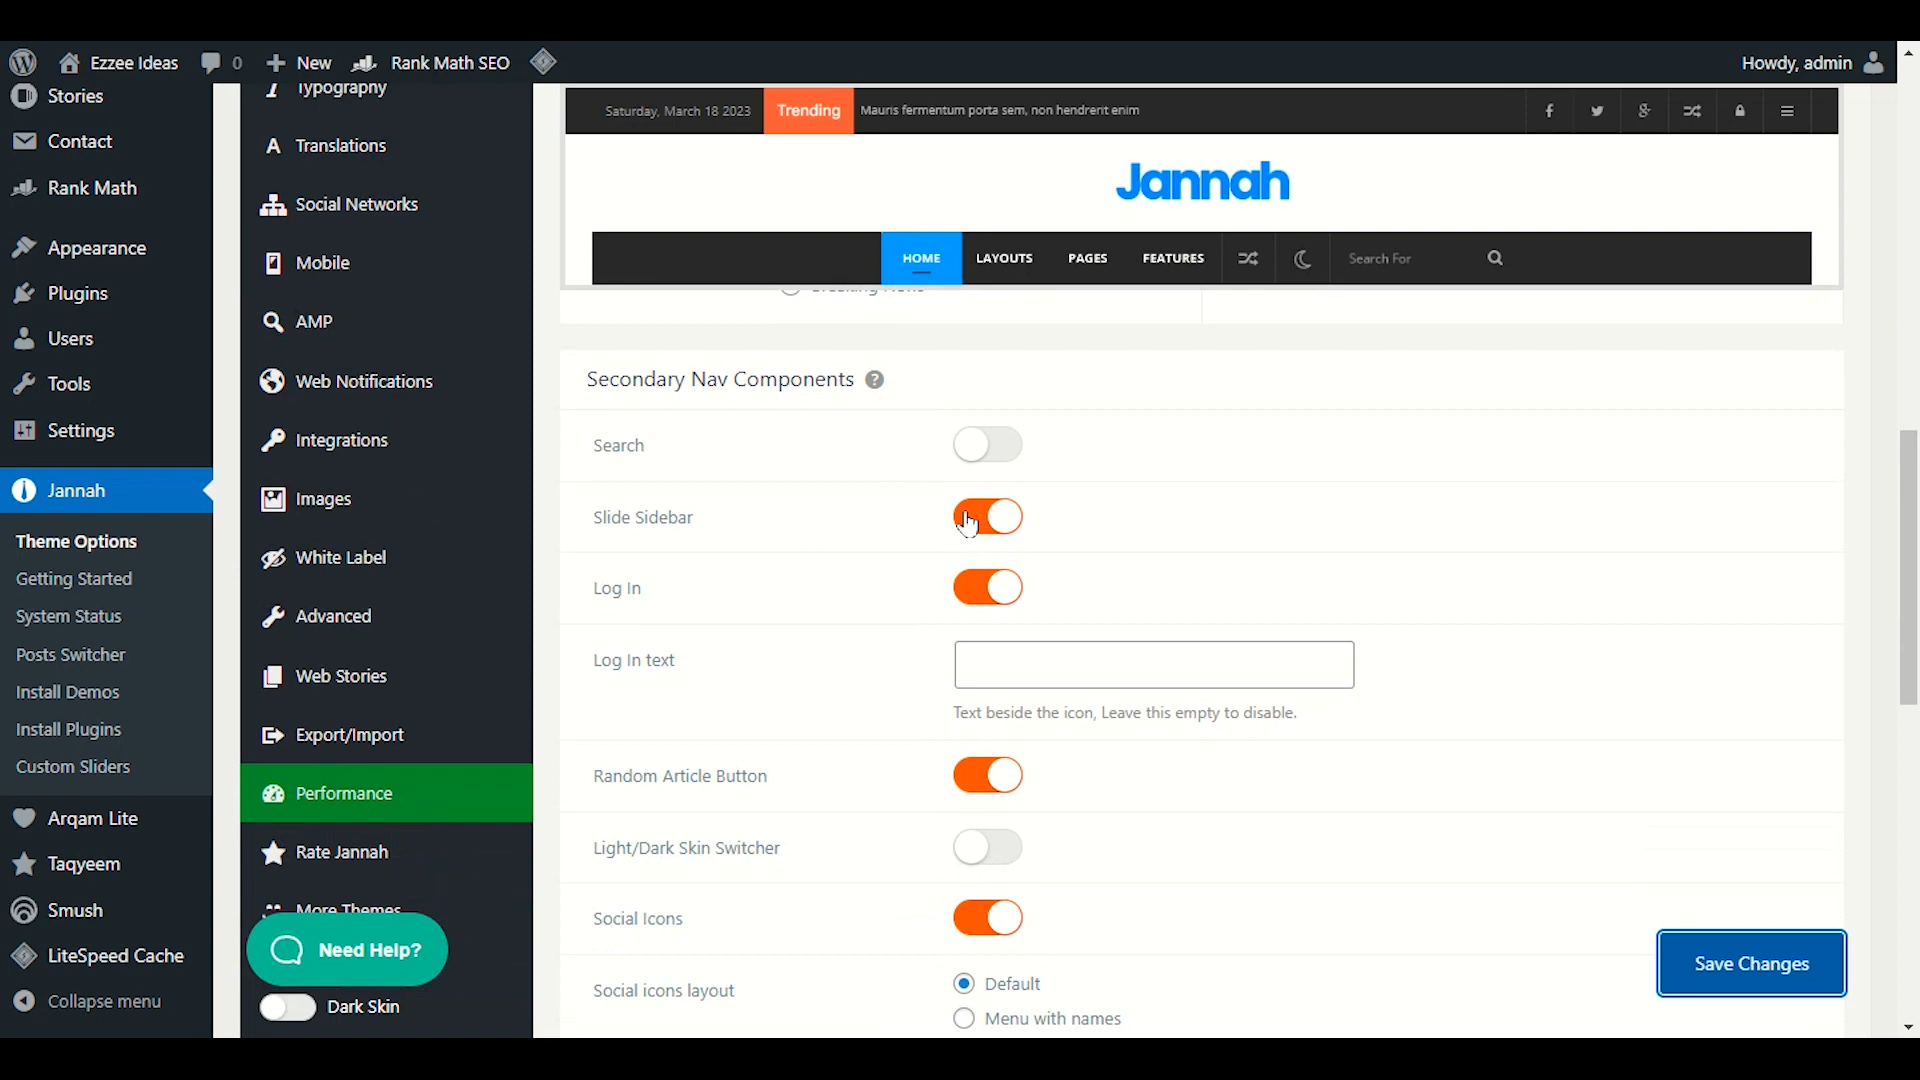 Ezzee Ideas 0 New Rank Math SEO Howdy, admin
Stories
Contact
Rank Math
Appearance
Plugins
Users
Tools
Settings
Jannah
Theme Options
Getting Started
System Status
Posts Switcher
Install Demos
Install Plugins
Custom Sliders
Arqam Lite
Taqyeem
Smush
LiteSpeed Cache
Collapse menu
Typography
Translations
Social Networks
Mobile
AMP
Web Notifications
Integrations
Images
White Label
Advanced
Web Stories
Export/Import
Performance
Rate Jannah
More Themes
Need Help?
Dark Skin
Saturday, March 18 2023 Trending Mauris fermentum porta sem, non hendrerit enim
Jannah
HOME LAYOUTS PAGES FEATURES Search For
Secondary Nav Components
Search
Slide Sidebar
Log In
Log In text
Text beside the icon, Leave this empty to disable.
Random Article Button
Light/Dark Skin Switcher
Social Icons
Social icons layout
Default
Menu with names
Save Changes